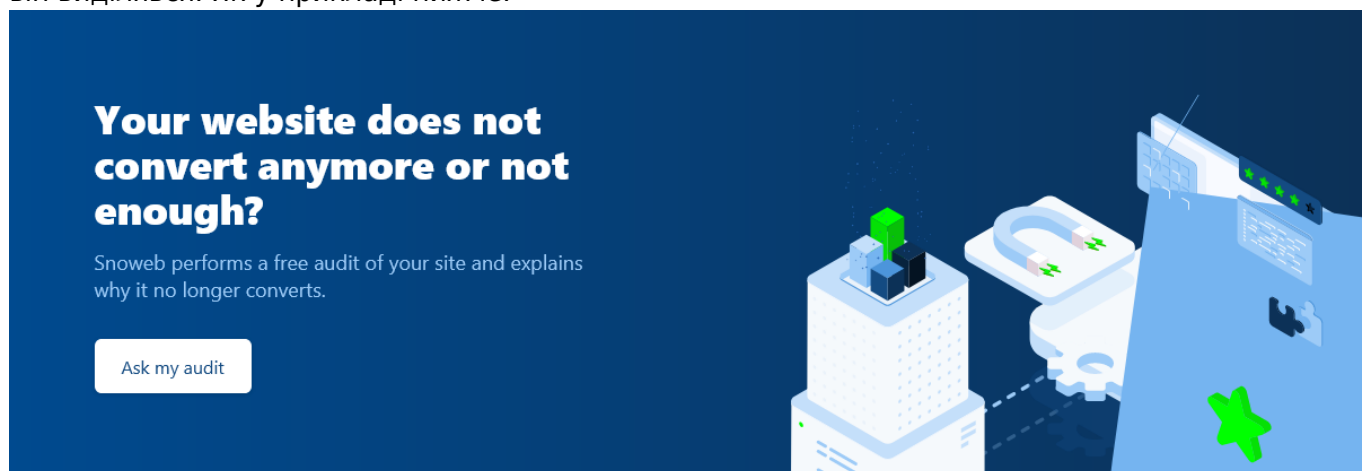 Your website does not
convert anymore or not
enough?
Snoweb performs a free audit of your site and explains
why it no longer converts.
Ask my audit